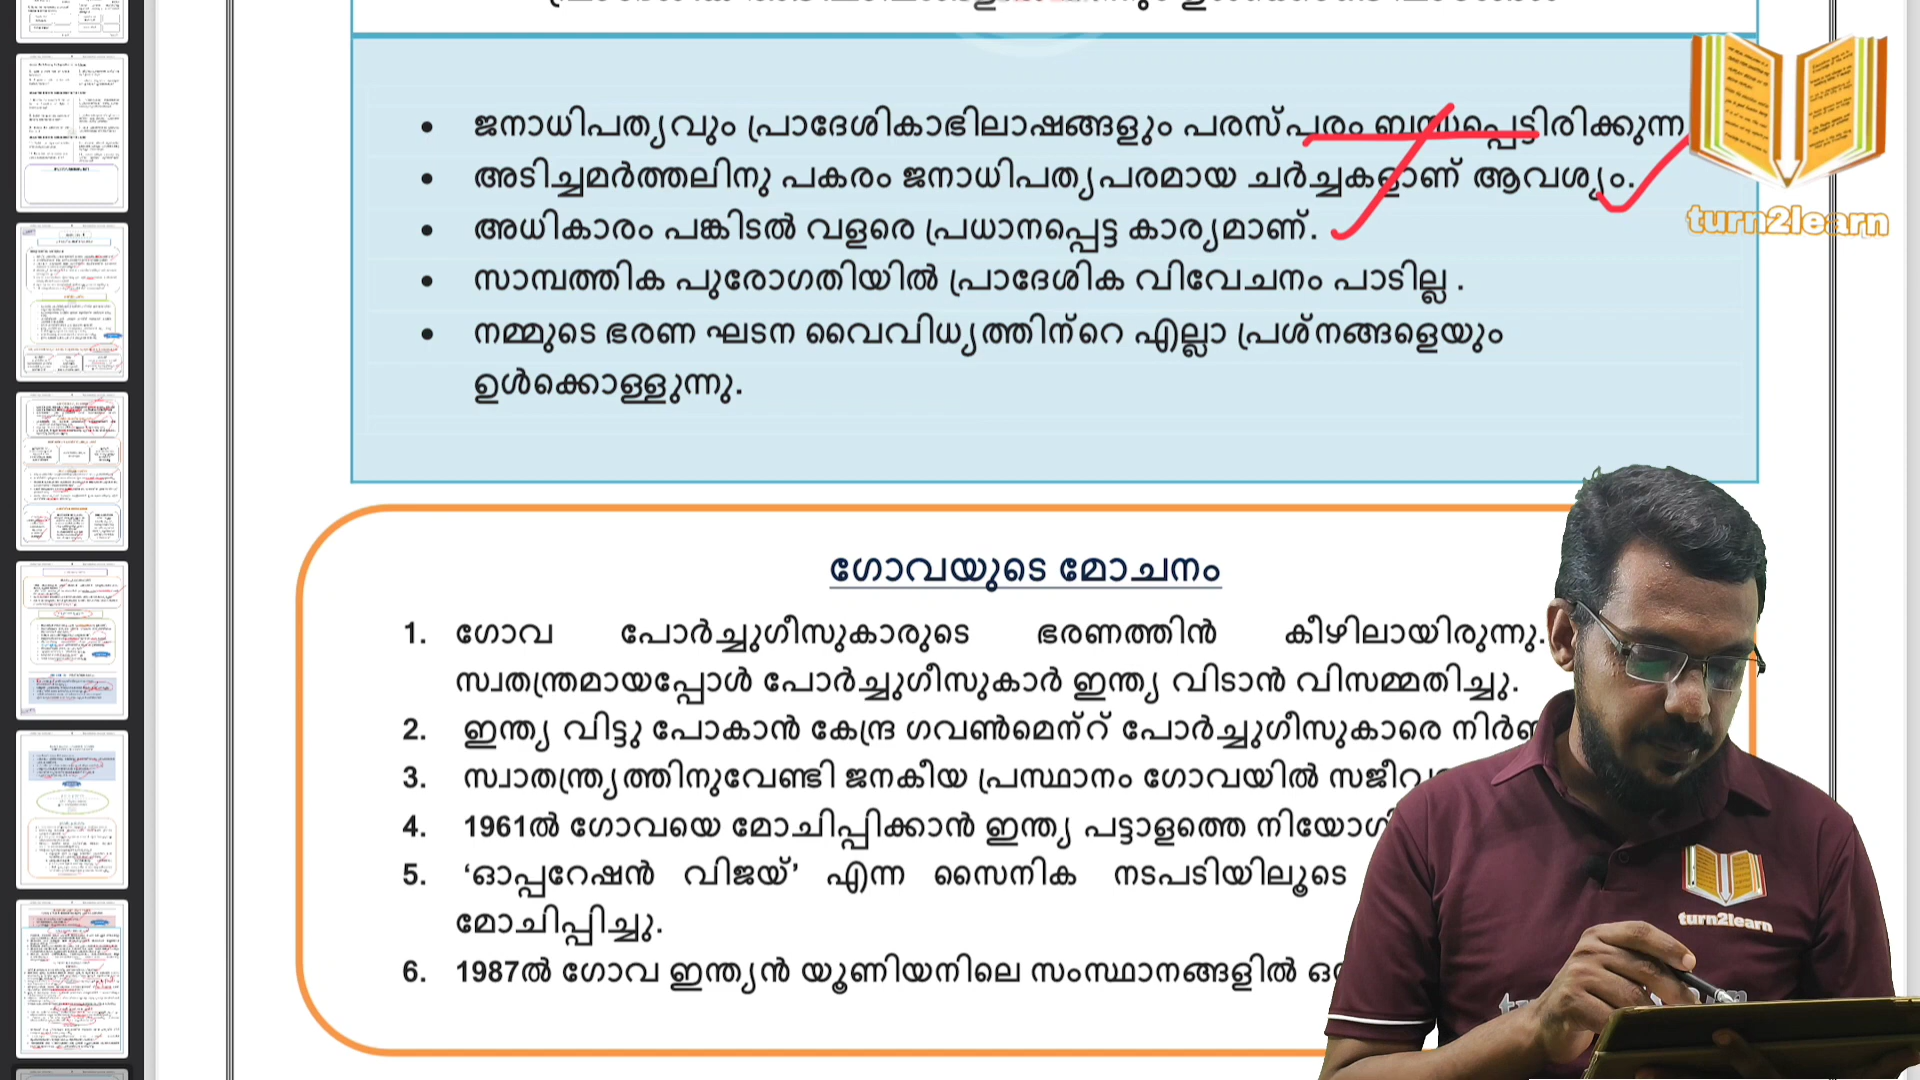 ജനാധിപത്യവും പ്രാദേശികാഭിലാഷങ്ങളും പരസ്പരം ബന്ധപ്പെട്ടിരിക്കുന്ന
അടിച്ചമർത്തലിനു പകരം ജനാധിപത്യപരമായ ചർച്ചകളാണ് ആവശ്യം.
അധികാരം പങ്കിടൽ വളരെ പ്രധാനപ്പെട്ട കാര്യമാണ്.
സാമ്പത്തിക പുരോഗതിയിൽ പ്രാദേശിക വിവേചനം പാടില്ല .
നമ്മുടെ ഭരണ ഘടന വൈവിധ്യത്തിന്റെ എല്ലാ പ്രശ്നങ്ങളെയും
ഉൾക്കൊള്ളുന്നു.
turn2learn
ഗോവയുടെ മോചനം
1. ഗോവ പോർച്ചുഗീസുകാരുടെ ഭരണത്തിൻ കീഴിലായിരുന്നു.
സ്വതന്ത്രമായപ്പോൾ പോർച്ചുഗീസുകാർ ഇന്ത്യ വിടാൻ വിസമ്മതിച്ചു.
2. ഇന്ത്യ വിട്ടു പോകാൻ കേന്ദ്ര ഗവൺമെന്റ് പോർച്ചുഗീസുകാരെ
3. സ്വാതന്ത്ര്യത്തിനുവേണ്ടി ജനകീയ പ്രസ്ഥാനം ഗോവയിൽ
4. 1961ൽ ഗോവയെ മോചിപ്പിക്കാൻ ഇന്ത്യ പട്ടാളത്തെ
5. ‘ഓപ്പറേഷൻ വിജയ്’ എന്ന സൈനിക നടപടിയിലൂടെ
മോചിപ്പിച്ചു.
6. 1987ൽ ഗോവ ഇന്ത്യൻ യൂണിയനിലെ സംസ്ഥാനങ്ങളിൽ
turn2learn